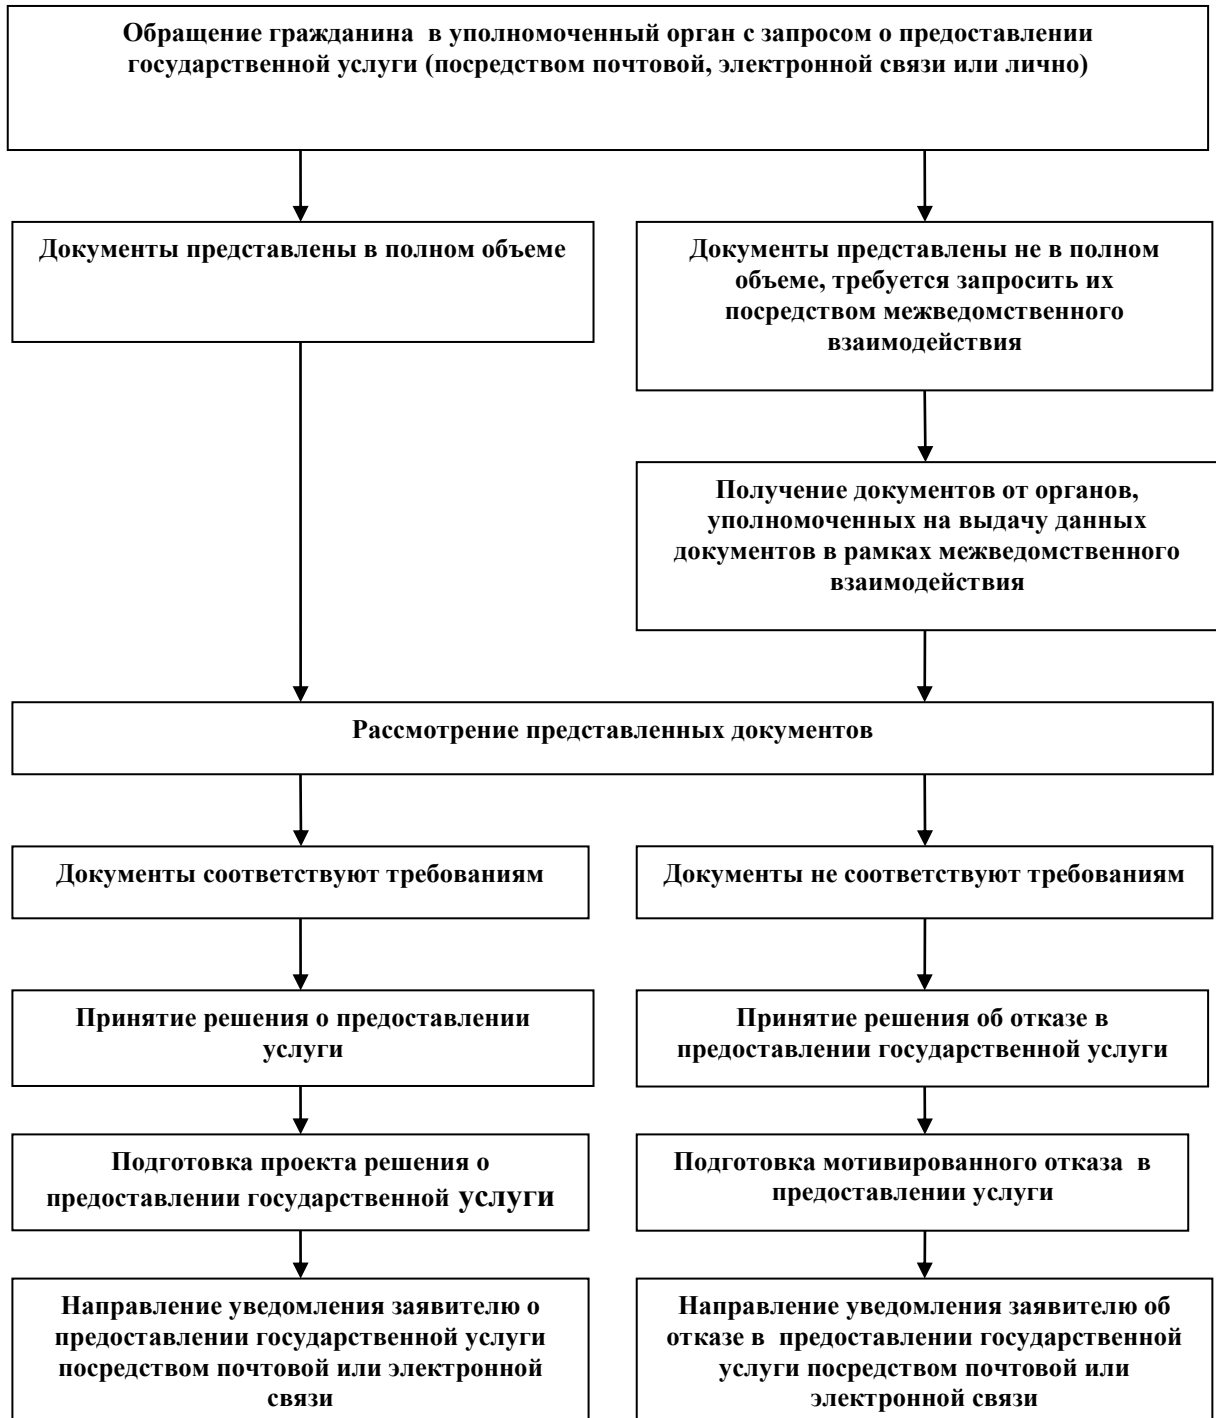 Обращение гражданина  в уполномоченный орган с запросом о предоставлении
государственной услуги (посредством почтовой, электронной связи или лично)
Документы представлены в полном объеме
Документы представлены не в полном
объеме, требуется запросить их
посредством межведомственного
взаимодействия
Получение документов от органов,
уполномоченных на выдачу данных
документов в рамках межведомственного
взаимодействия
Рассмотрение представленных документов
Документы соответствуют требованиям
Документы не соответствуют требованиям
Принятие решения о предоставлении
услуги
Принятие решения об отказе в
предоставлении государственной услуги
Подготовка проекта решения о
предоставлении государственной услуги
Подготовка мотивированного отказа  в
предоставлении услуги
Направление уведомления заявителю о
предоставлении государственной услуги
посредством почтовой или электронной
связи
Направление уведомления заявителю об
отказе в  предоставлении государственной
услуги посредством почтовой или
электронной связи